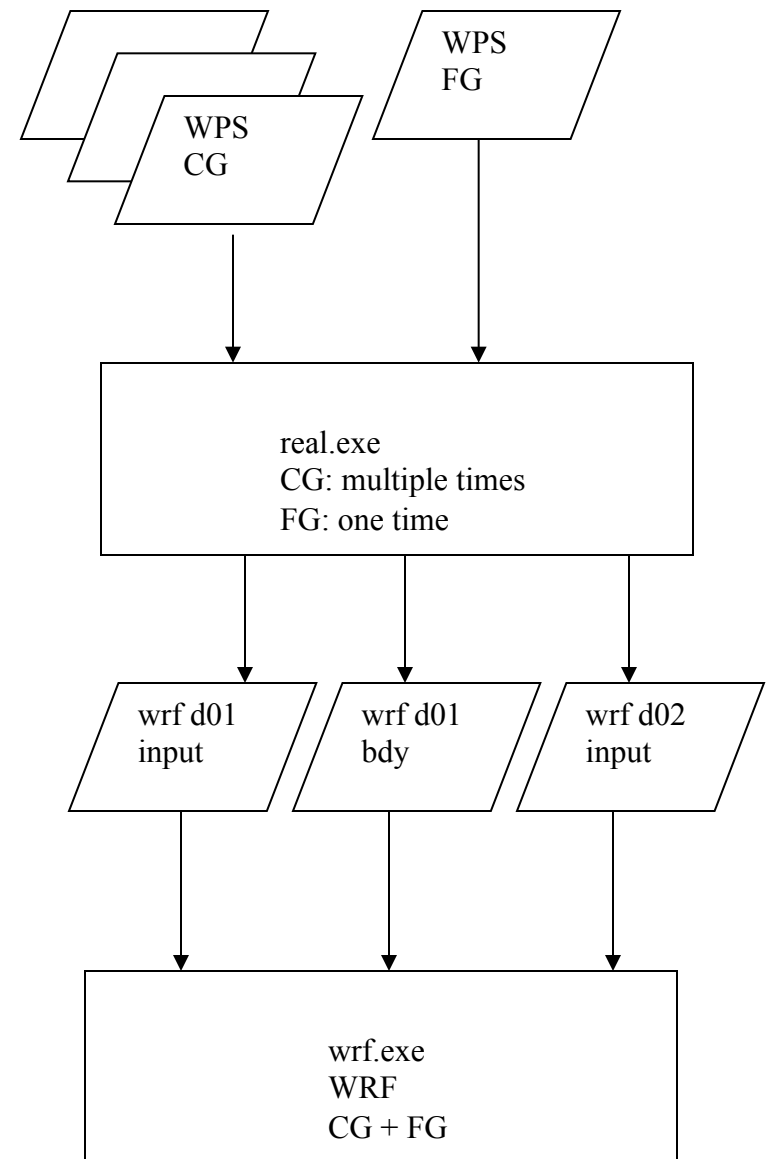 WPS
CG
WPS
FG
real.exe
CG: multiple times
FG: one time
wrf d01
input
wrf d01
bdy
wrf d02
input
wrf.exe
WRF
CG + FG